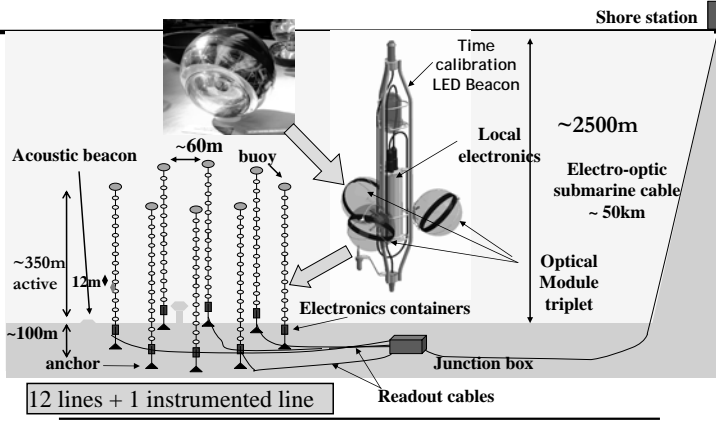 Shore station
Time
calibration
LED Beacon
~2500m
~60m
Local
electronics
Acoustic beacon
buoy
Electro-optic
submarine cable
~ 50km
~350m
active
12m
Optical
Module
triplet
Electronics containers
~100m
anchor
Junction box
Readout cables
12 lines + 1 instrumented line